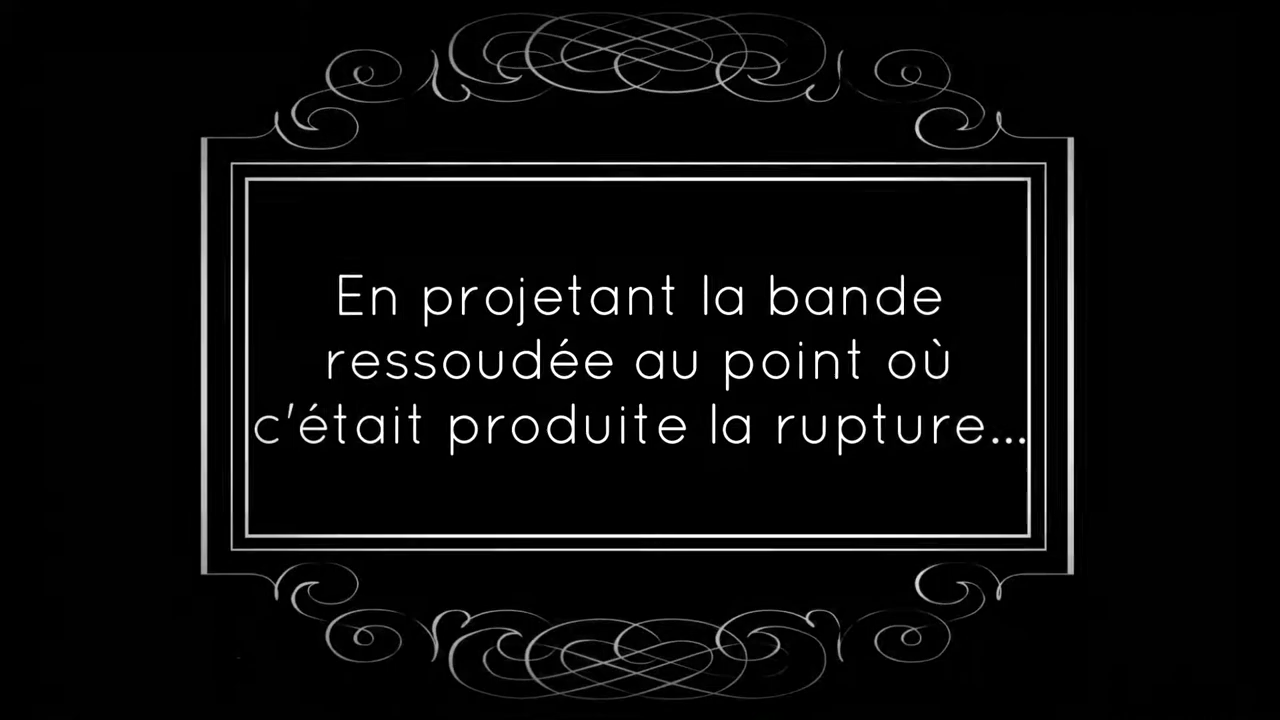 En projetant la bande
ressoudée au point où
c'était produite la rupture...